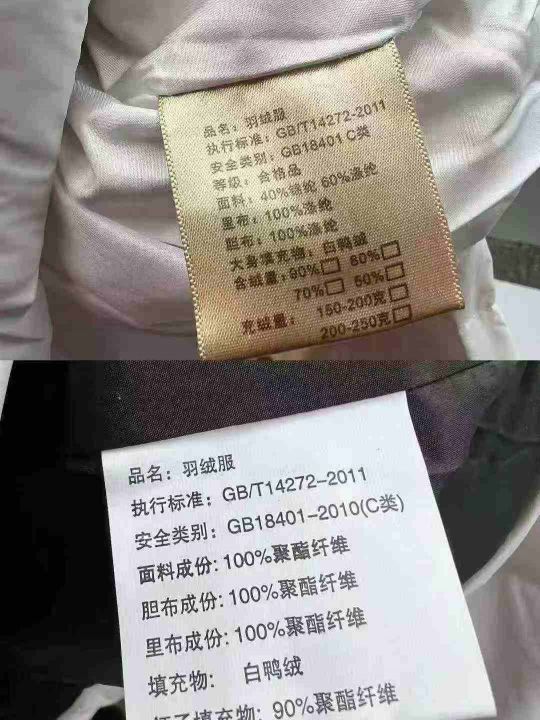 品名：羽绒服
执行标准：GB/T14272-2011
安全类别：GB18401 C类
等级：合格品
面料：40%锦纶 60%涤纶
里布：100%涤纶
胆布：100%涤纶
大身填充物：白鸭绒
含绒量：90%□ 80%□
70%□ 50%□
充绒量：150-200克□
200-250克□
品名：羽绒服
执行标准：GB/T14272-2011
安全类别：GB18401-2010(C类)
面料成份：100%聚酯纤维
胆布成份：100%聚酯纤维
里布成份：100%聚酯纤维
填充物： 白鸭绒
填充物：90%聚酯纤维